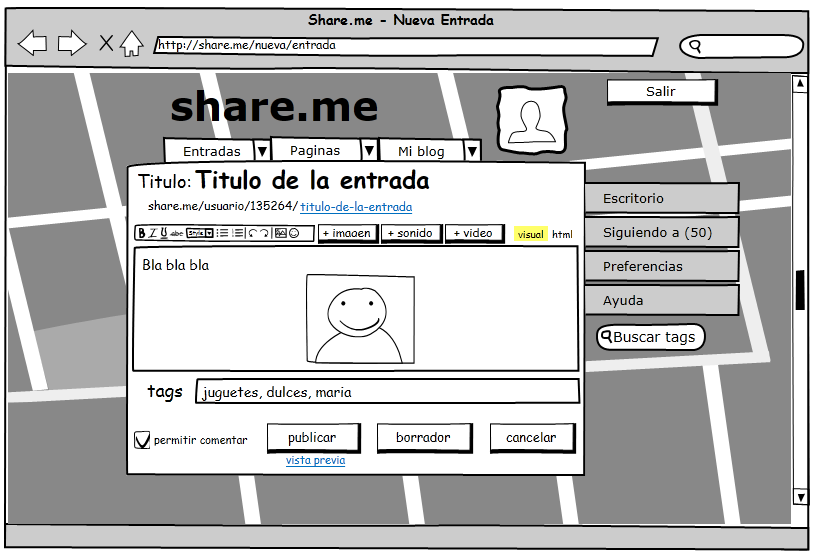 Share.me - Nueva Entrada
http://share.me/nueva/entrada
share.me
Salir
Entradas
Paginas
Mi blog
Titulo: Titulo de la entrada
share.me/usuario/135264/titulo-de-la-entrada
B I U abc Style
+ imagen
+ sonido
+ video
visual
html
Bla bla bla
tags
juguetes, dulces, maria
permitir comentar
publicar
borrador
cancelar
vista previa
Escritorio
Siguiendo a (50)
Preferencias
Ayuda
Buscar tags